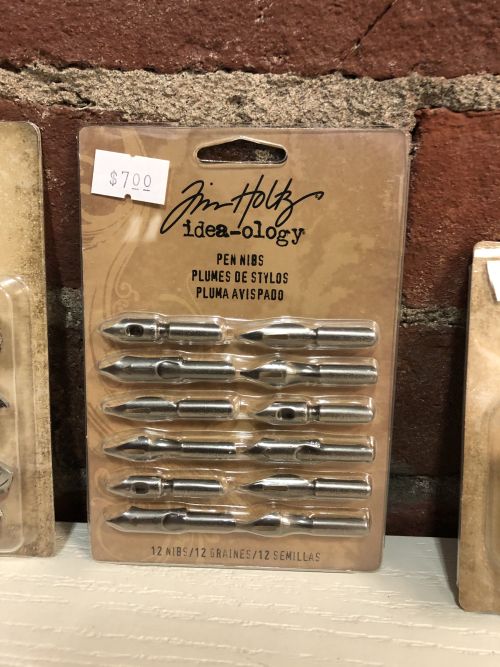 $7.00
Tim Holtz
idea-ology
PEN NIBS
PLUMES DE STYLOS
PLUMA AVISPADO
12 NIBS/12 GRAINES/12 SEMILLAS